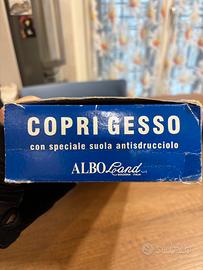 COPRI GESSO
con speciale suola antisdrucciolo
ALBOLand